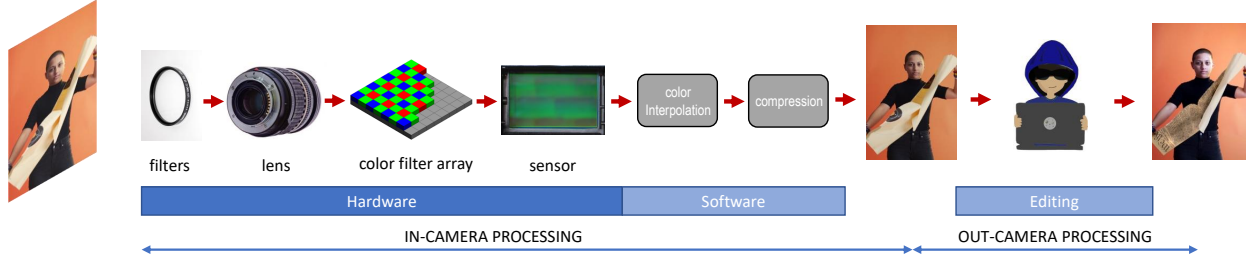 color
Interpolation
compression
filters
lens
color filter array
sensor
Hardware
Software
Editing
IN-CAMERA PROCESSING
OUT-CAMERA PROCESSING